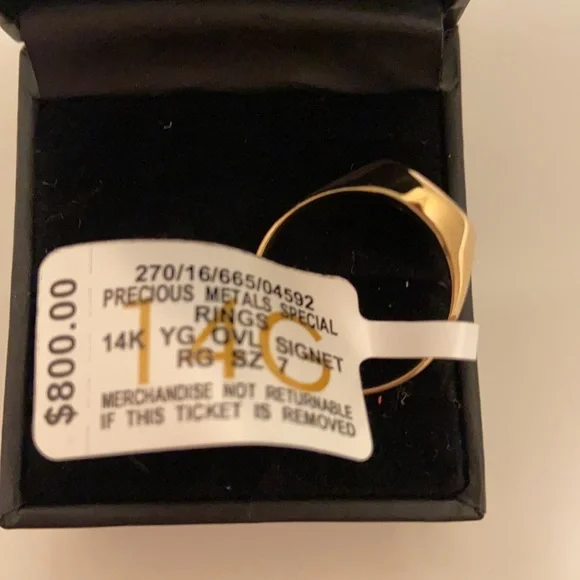 $800.00
270/16/665/04592
PRECIOUS METALS SPECIAL
RINGS
14K YG OVL SIGNET
RG SZ 7
14C
MERCHANDISE NOT RETURNABLE
IF THIS TICKET IS REMOVED